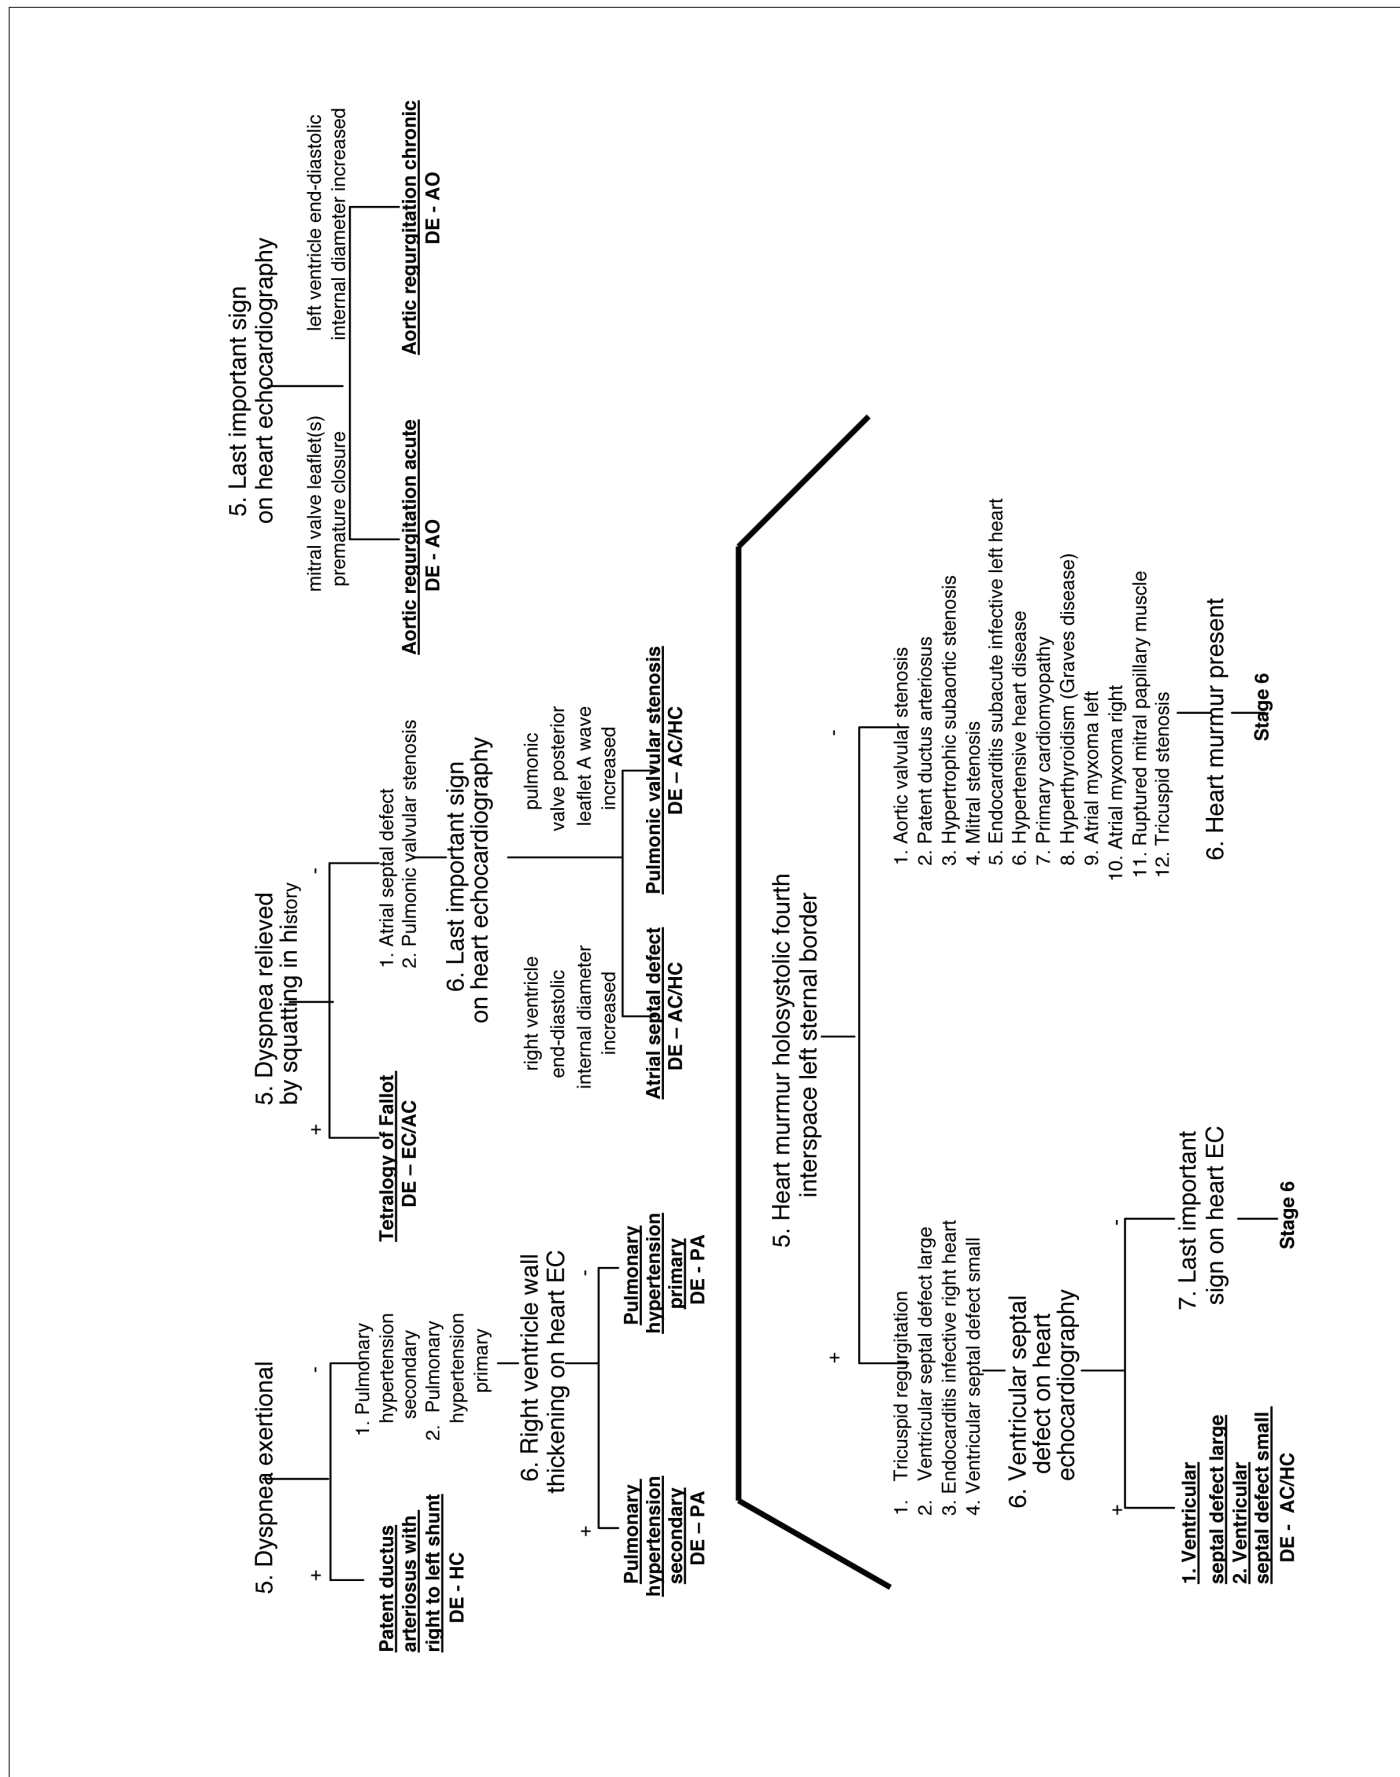 5. Dyspnea exertional
+
-
Patent ductus
arteriosus with
right to left shunt
DE - HC
1. Pulmonary
hypertension
secondary
2. Pulmonary
hypertension
primary
6. Right ventricle wall
thickening on heart EC
+
-
Pulmonary
hypertension
secondary
DE – PA
Pulmonary
hypertension
primary
DE - PA
5. Dyspnea relieved
by squatting in history
+
-
Tetralogy of Fallot
DE – EC/AC
1. Atrial septal defect
2. Pulmonic valvular stenosis
6. Last important sign
on heart echocardiography
right ventricle
end-diastolic
internal diameter
increased
pulmonic
valve posterior
leaflet A wave
increased
Atrial septal defect
DE – AC/HC
Pulmonic valvular stenosis
DE – AC/HC
5. Last important sign
on heart echocardiography
mitral valve leaflet(s)
premature closure
left ventricle end-diastolic
internal diameter increased
Aortic regurgitation acute
DE - AO
Aortic regurgitation chronic
DE - AO
5. Heart murmur holosystolic fourth
interspace left sternal border
+
-
1. Tricuspid regurgitation
2. Ventricular septal defect large
3. Endocarditis infective right heart
4. Ventricular septal defect small
6. Ventricular septal
defect on heart
echocardiography
+
-
1. Ventricular
septal defect large
2. Ventricular
septal defect small
DE - AC/HC
7. Last important
sign on heart EC
Stage 6
1. Aortic valvular stenosis
2. Patent ductus arteriosus
3. Hypertrophic subaortic stenosis
4. Mitral stenosis
5. Endocarditis subacute infective left heart
6. Hypertensive heart disease
7. Primary cardiomyopathy
8. Hyperthyroidism (Graves disease)
9. Atrial myxoma left
10. Atrial myxoma right
11. Ruptured mitral papillary muscle
12. Tricuspid stenosis
6. Heart murmur present
Stage 6